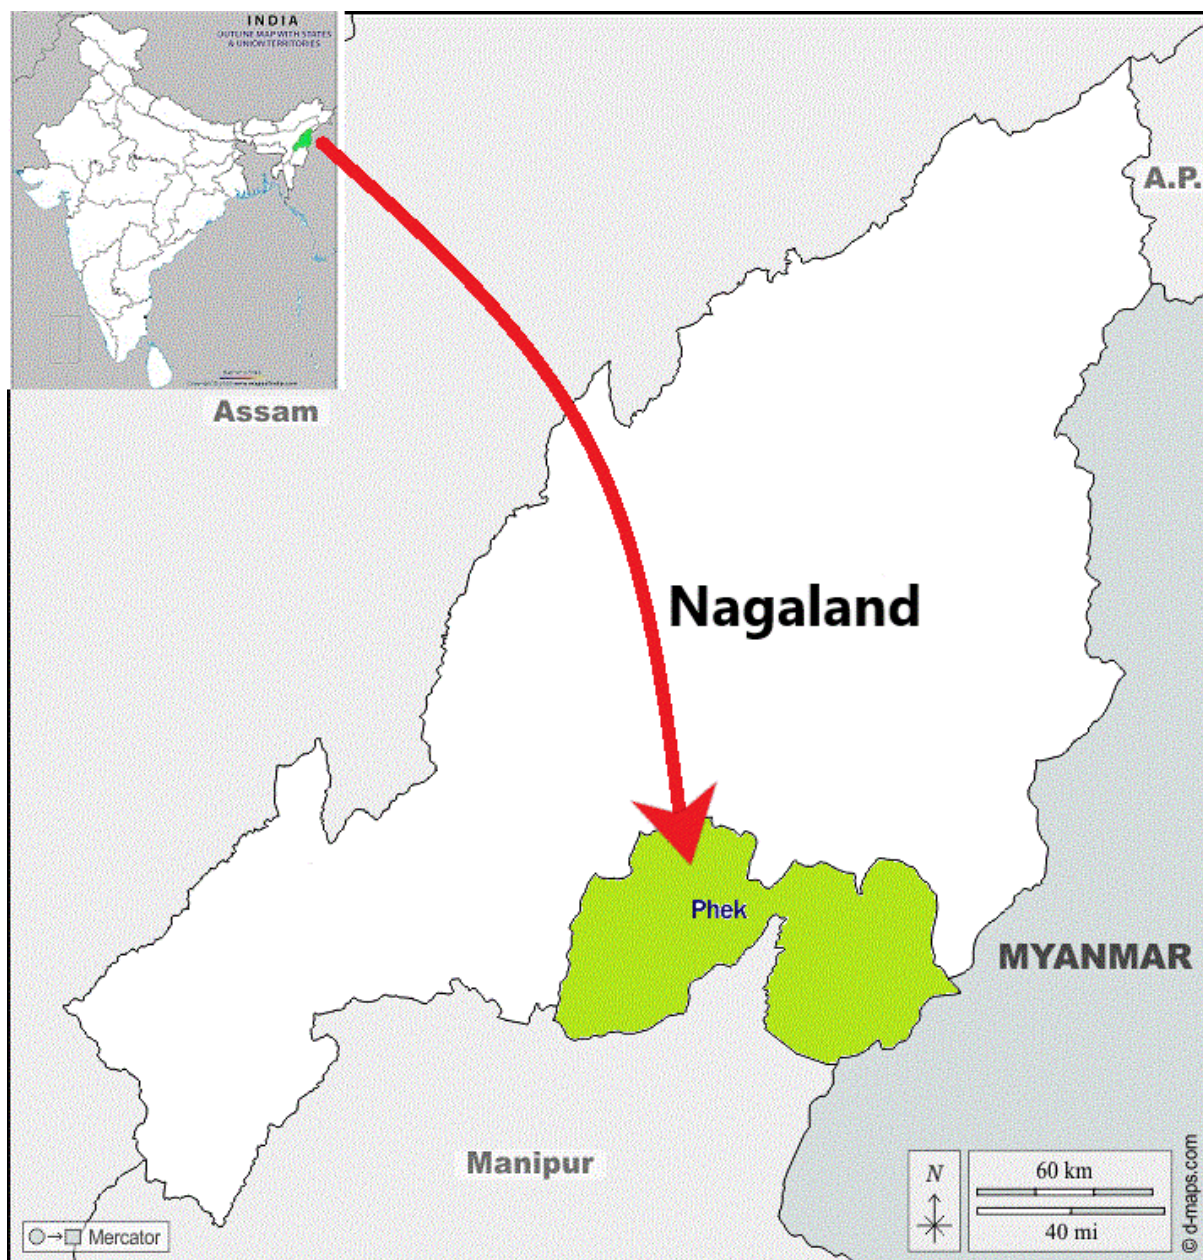 INDIA
OUTLINE MAP WITH STATES
& UNION TERRITORIES
A.P.
Assam
Nagaland
Phek
MYANMAR
Manipur
N
60 km
40 mi
Mercator
© d-maps.com